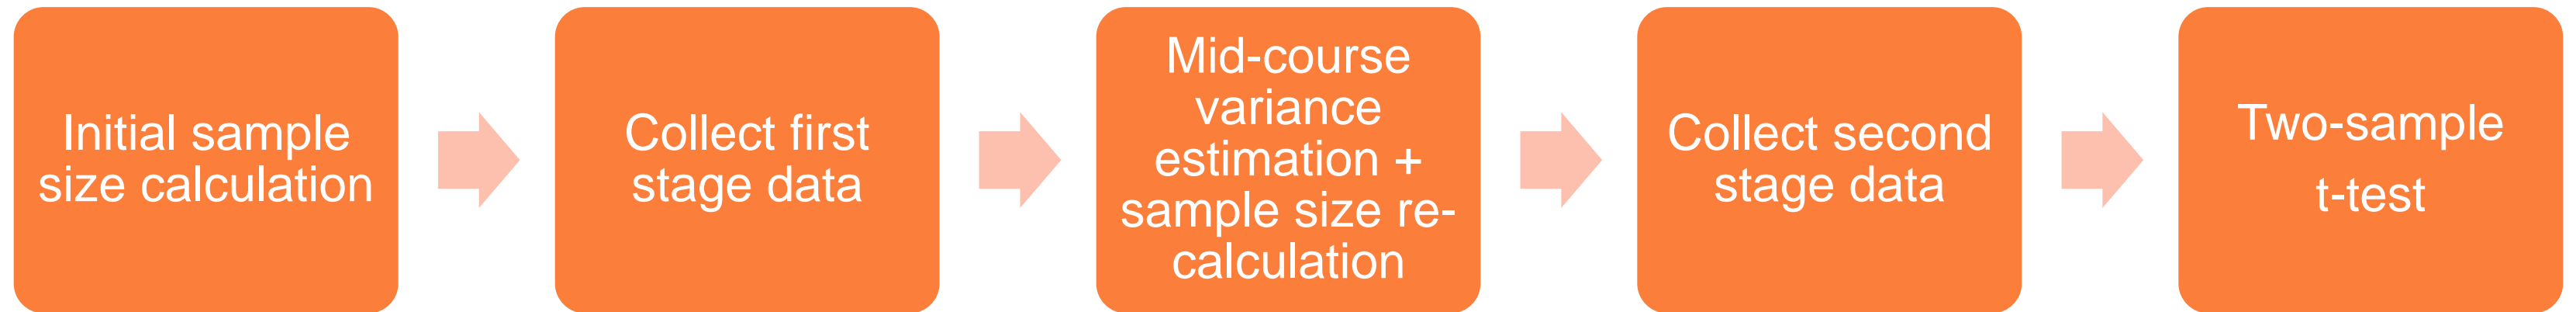 Initial sample
size calculation
Collect first
stage data
Mid-course
variance
estimation +
sample size re-
calculation
Collect second
stage data
Two-sample
t-test